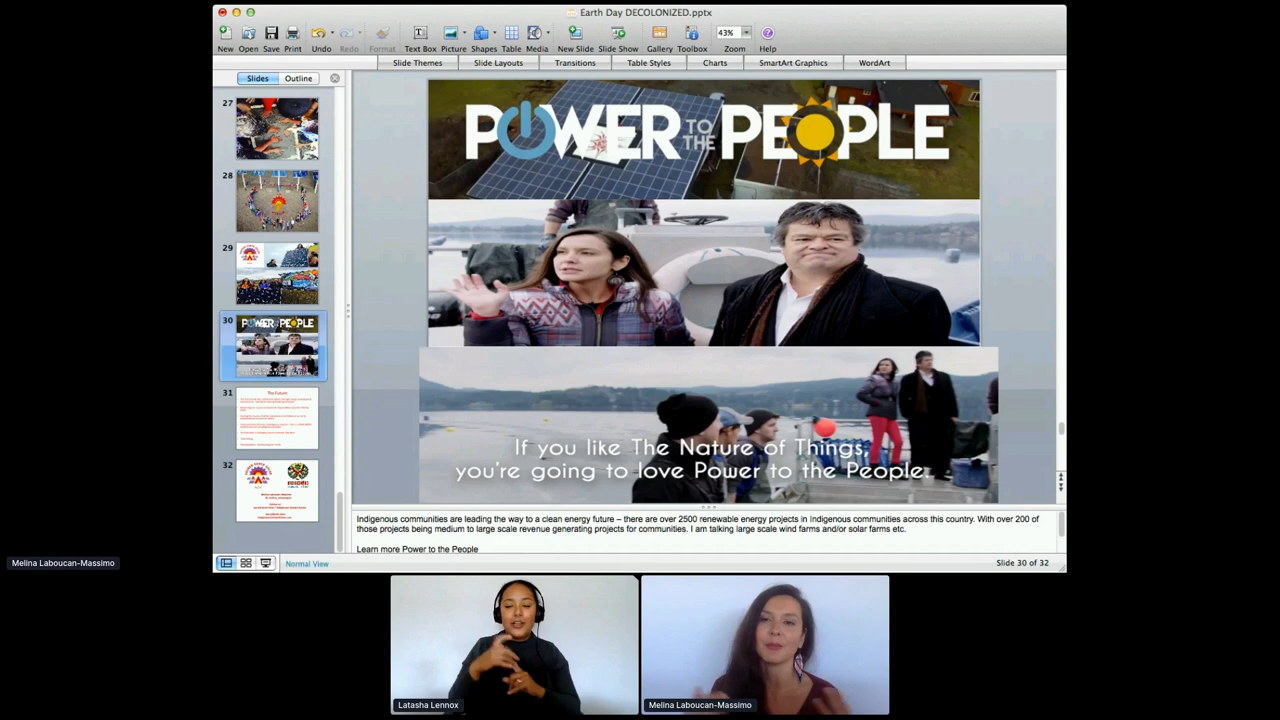 Earth Day DECOLONIZED.pptx
New Open Save Print Undo Redo Format Text Box Picture Shapes Table Media New Slide Slide Show Gallery Toolbox Zoom Help
43%
Slide Themes Slide Layouts Transitions Table Styles Charts SmartArt Graphics WordArt
Slides Outline
27
28
29
30
31
The Future
32
POWER TO THE PEOPLE
If you like The Nature of Things,
you're going to love Power to the People.
Indigenous communities are leading the way to a clean energy future – there are over 2500 renewable energy projects in Indigenous communities across this country. With over 200 of
those projects being medium to large scale revenue generating projects for communities. I am talking large scale wind farms and/or solar farms etc.
Learn more Power to the People
Normal View
Slide 30 of 32
Melina Laboucan-Massimo
Latasha Lennox
Melina Laboucan-Massimo